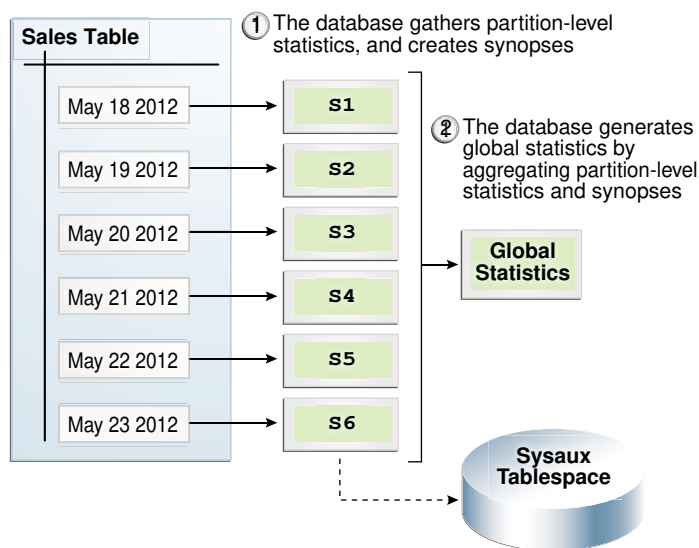 Sales Table
1 The database gathers partition-level
statistics, and creates synopses
May 18 2012
S1
May 19 2012
S2
May 20 2012
S3
May 21 2012
S4
May 22 2012
S5
May 23 2012
S6
2 The database generates
global statistics by
aggregating partition-level
statistics and synopses
Global
Statistics
Sysaux
Tablespace